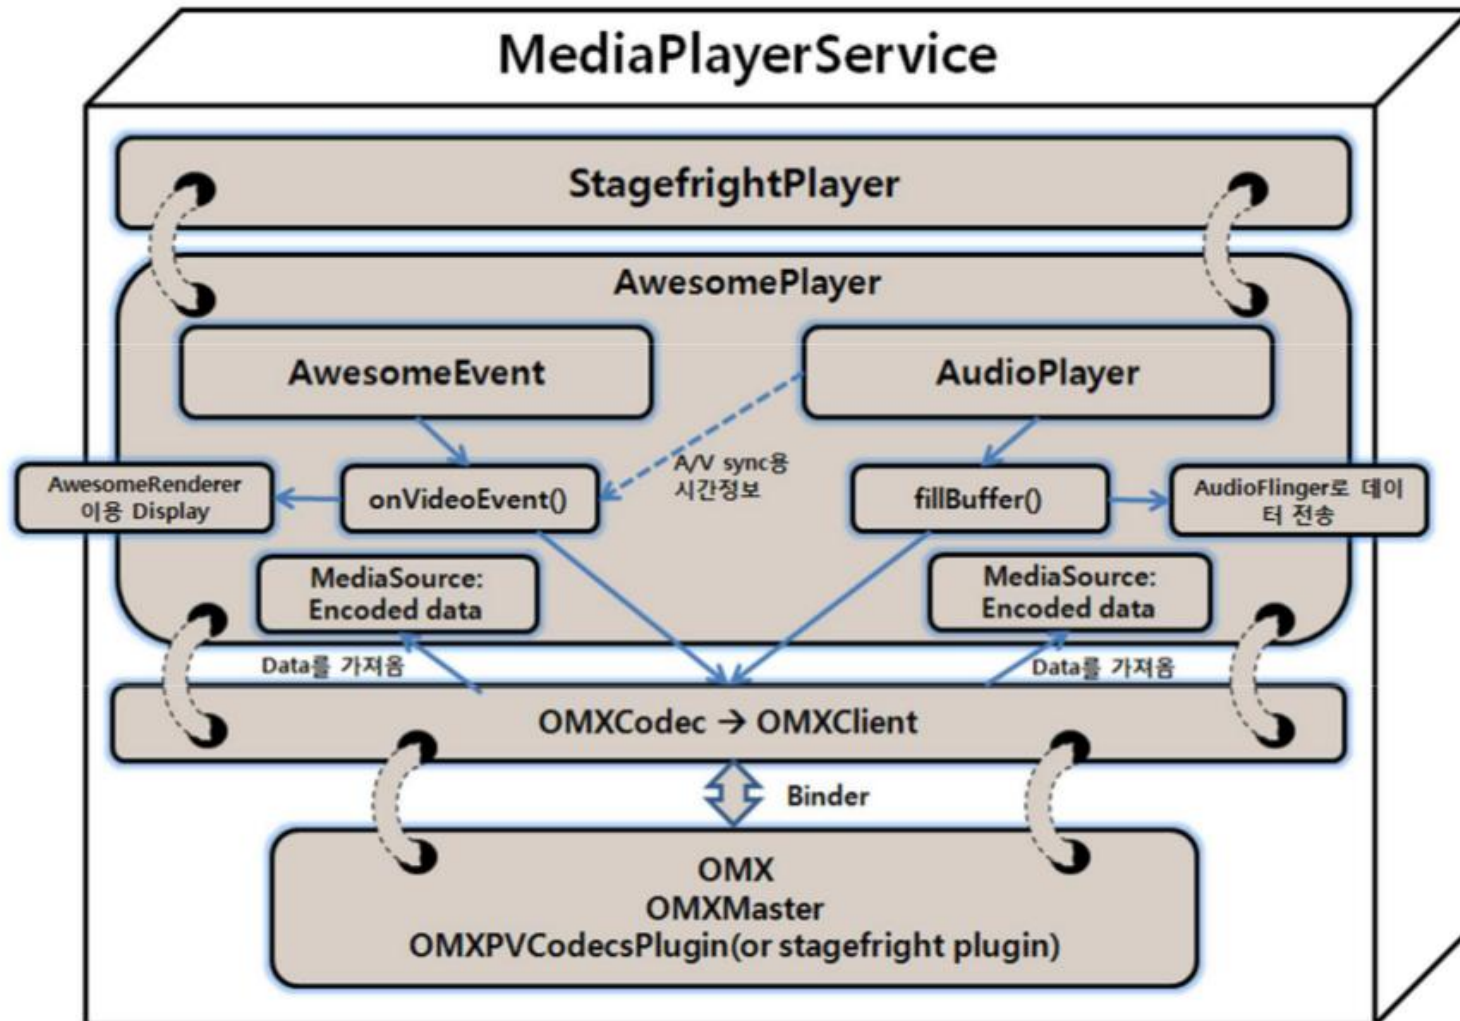 MediaPlayerService
StagefrightPlayer
AwesomePlayer
AwesomeEvent
AudioPlayer
A/V sync용
시간정보
AwesomeRenderer
이용 Display
onVideoEvent()
fillBuffer()
AudioFlinger로 데이
터 전송
MediaSource:
Encoded data
MediaSource:
Encoded data
Data를 가져옴
Data를 가져옴
OMXCodec → OMXClient
Binder
OMX
OMXMaster
OMXPVCodecsPlugin(or stagefright plugin)